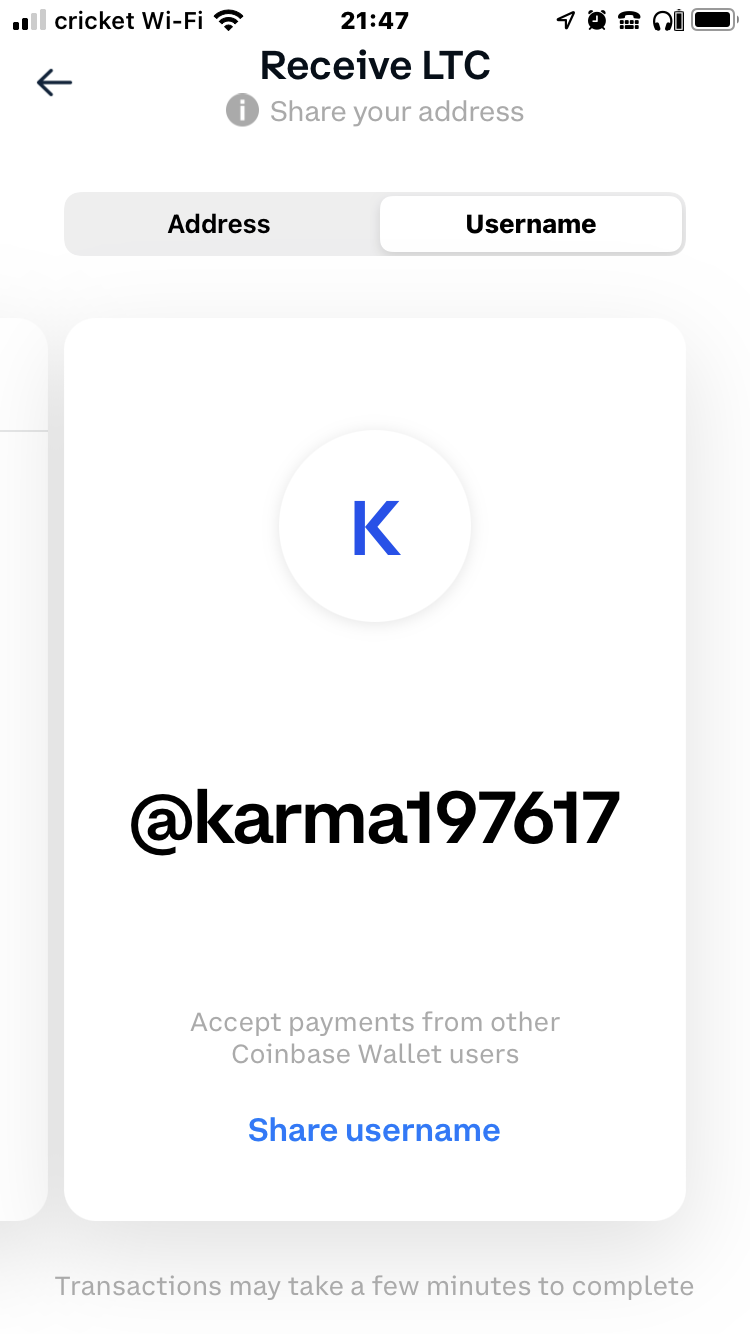 cricket Wi-Fi 21:47
Receive LTC
i Share your address
Address Username
K
@karma197617
Accept payments from other
Coinbase Wallet users
Share username
Transactions may take a few minutes to complete